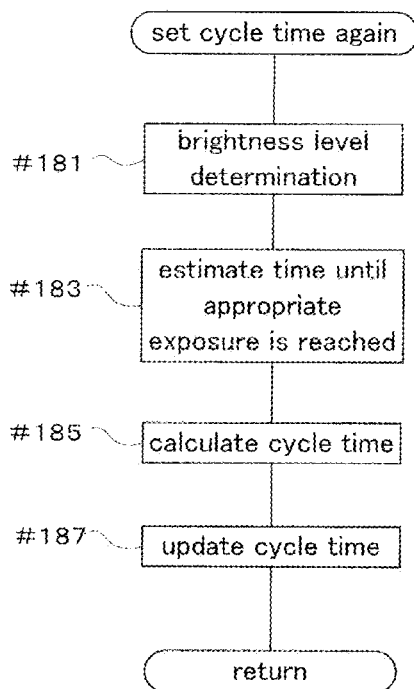 set cycle time again
#181
brightness level
determination
#183
estimate time until
appropriate
exposure is reached
#185
calculate cycle time
#187
update cycle time
return